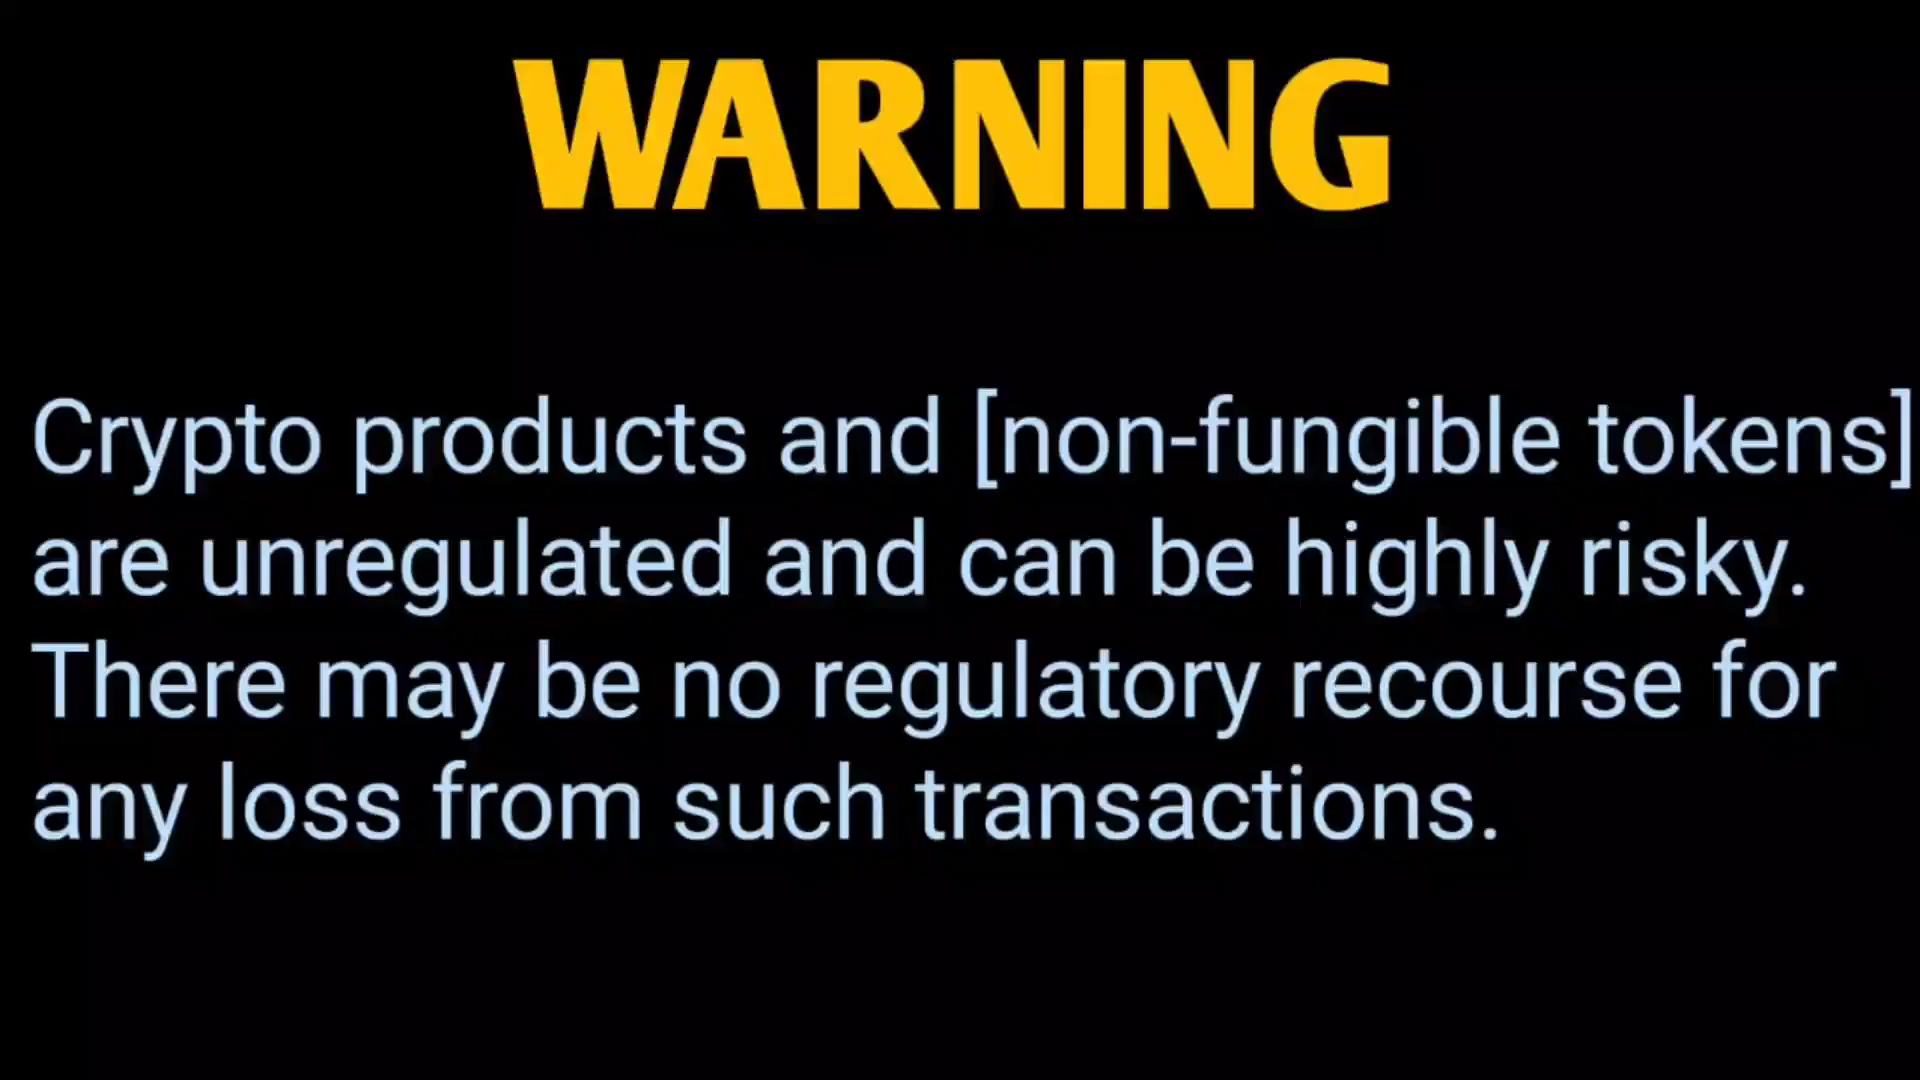 WARNING
Crypto products and [non-fungible tokens]
are unregulated and can be highly risky.
There may be no regulatory recourse for
any loss from such transactions.